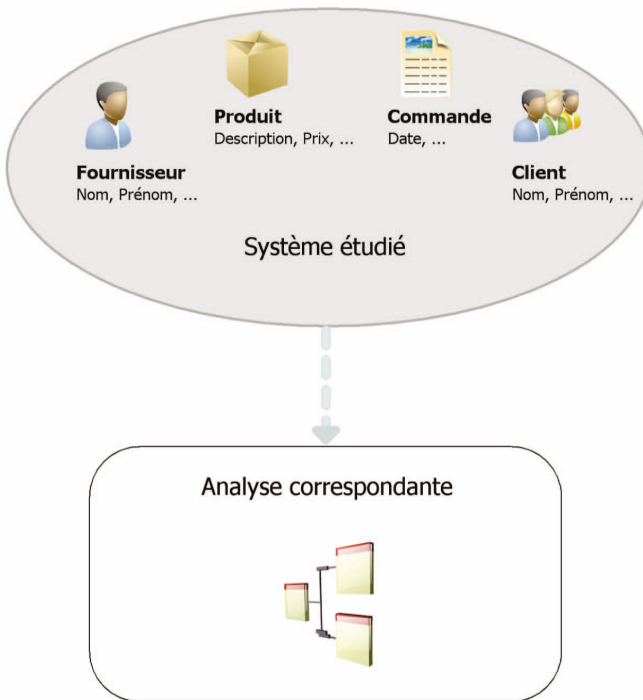 Produit
Description, Prix, ...
Commande
Date, ...
Fournisseur
Nom, Prénom, ...
Client
Nom, Prénom, ...
Système étudié
Analyse correspondante